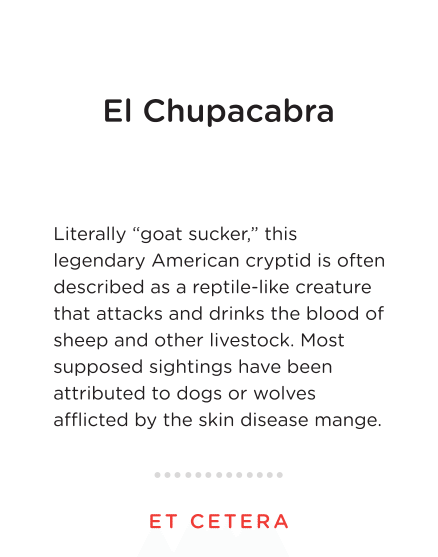 El Chupacabra
Literally “goat sucker,” this
legendary American cryptid is often
described as a reptile-like creature
that attacks and drinks the blood of
sheep and other livestock. Most
supposed sightings have been
attributed to dogs or wolves
afflicted by the skin disease mange.
ET CETERA